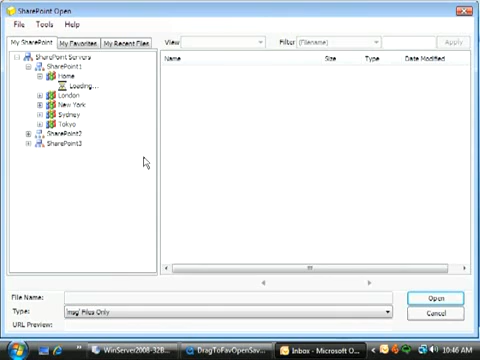 SharePoint Open
File Tools Help
My SharePoint My Favorites My Recent Files View Filter [Filename] Apply
SharePoint Servers
SharePoint1
Home
Loading...
London
New York
Sydney
Tokyo
SharePoint2
SharePoint3
Name Size Type Date Modified
File Name: Open
Type: 'msg' Files Only
URL Preview: Cancel
WinServer2008-32B... DragToFavOpenSav... Inbox - Microsoft O... 10:46 AM